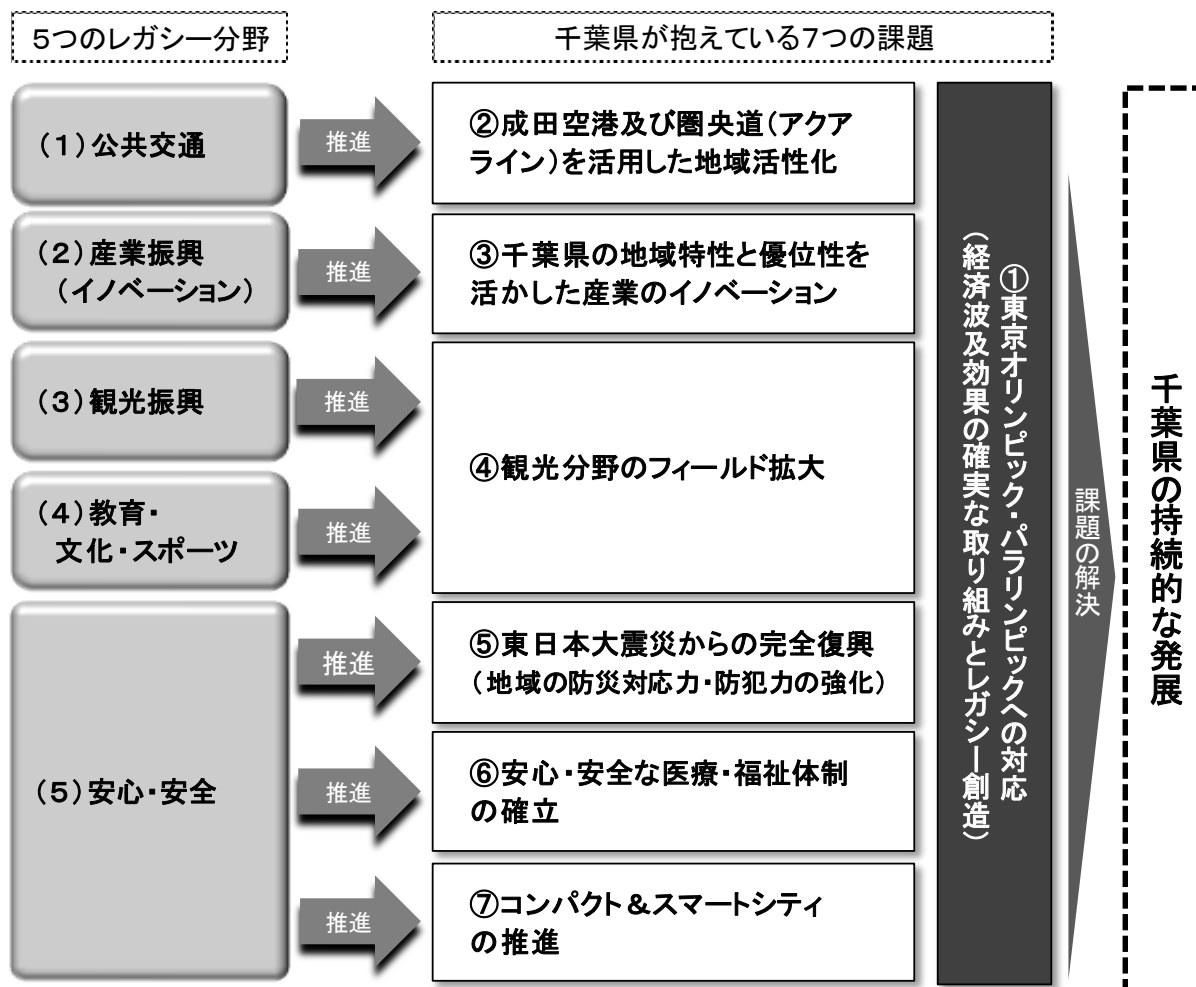 5つのレガシー分野
千葉県が抱えている7つの課題
(1)公共交通
推進
②成田空港及び圏央道(アクア
ライン)を活用した地域活性化
(2)産業振興
(イノベーション)
推進
③千葉県の地域特性と優位性を
活かした産業のイノベーション
(3)観光振興
推進
④観光分野のフィールド拡大
(4)教育・
文化・スポーツ
推進
(5)安心・安全
推進
⑤東日本大震災からの完全復興
(地域の防災対応力・防犯力の強化)
推進
⑥安心・安全な医療・福祉体制
の確立
推進
⑦コンパクト&スマートシティ
の推進
①東京オリンピック・パラリンピックへの対応
(経済波及効果の確実な取り組みとレガシー創造)
課題の解決
千葉県の持続的な発展